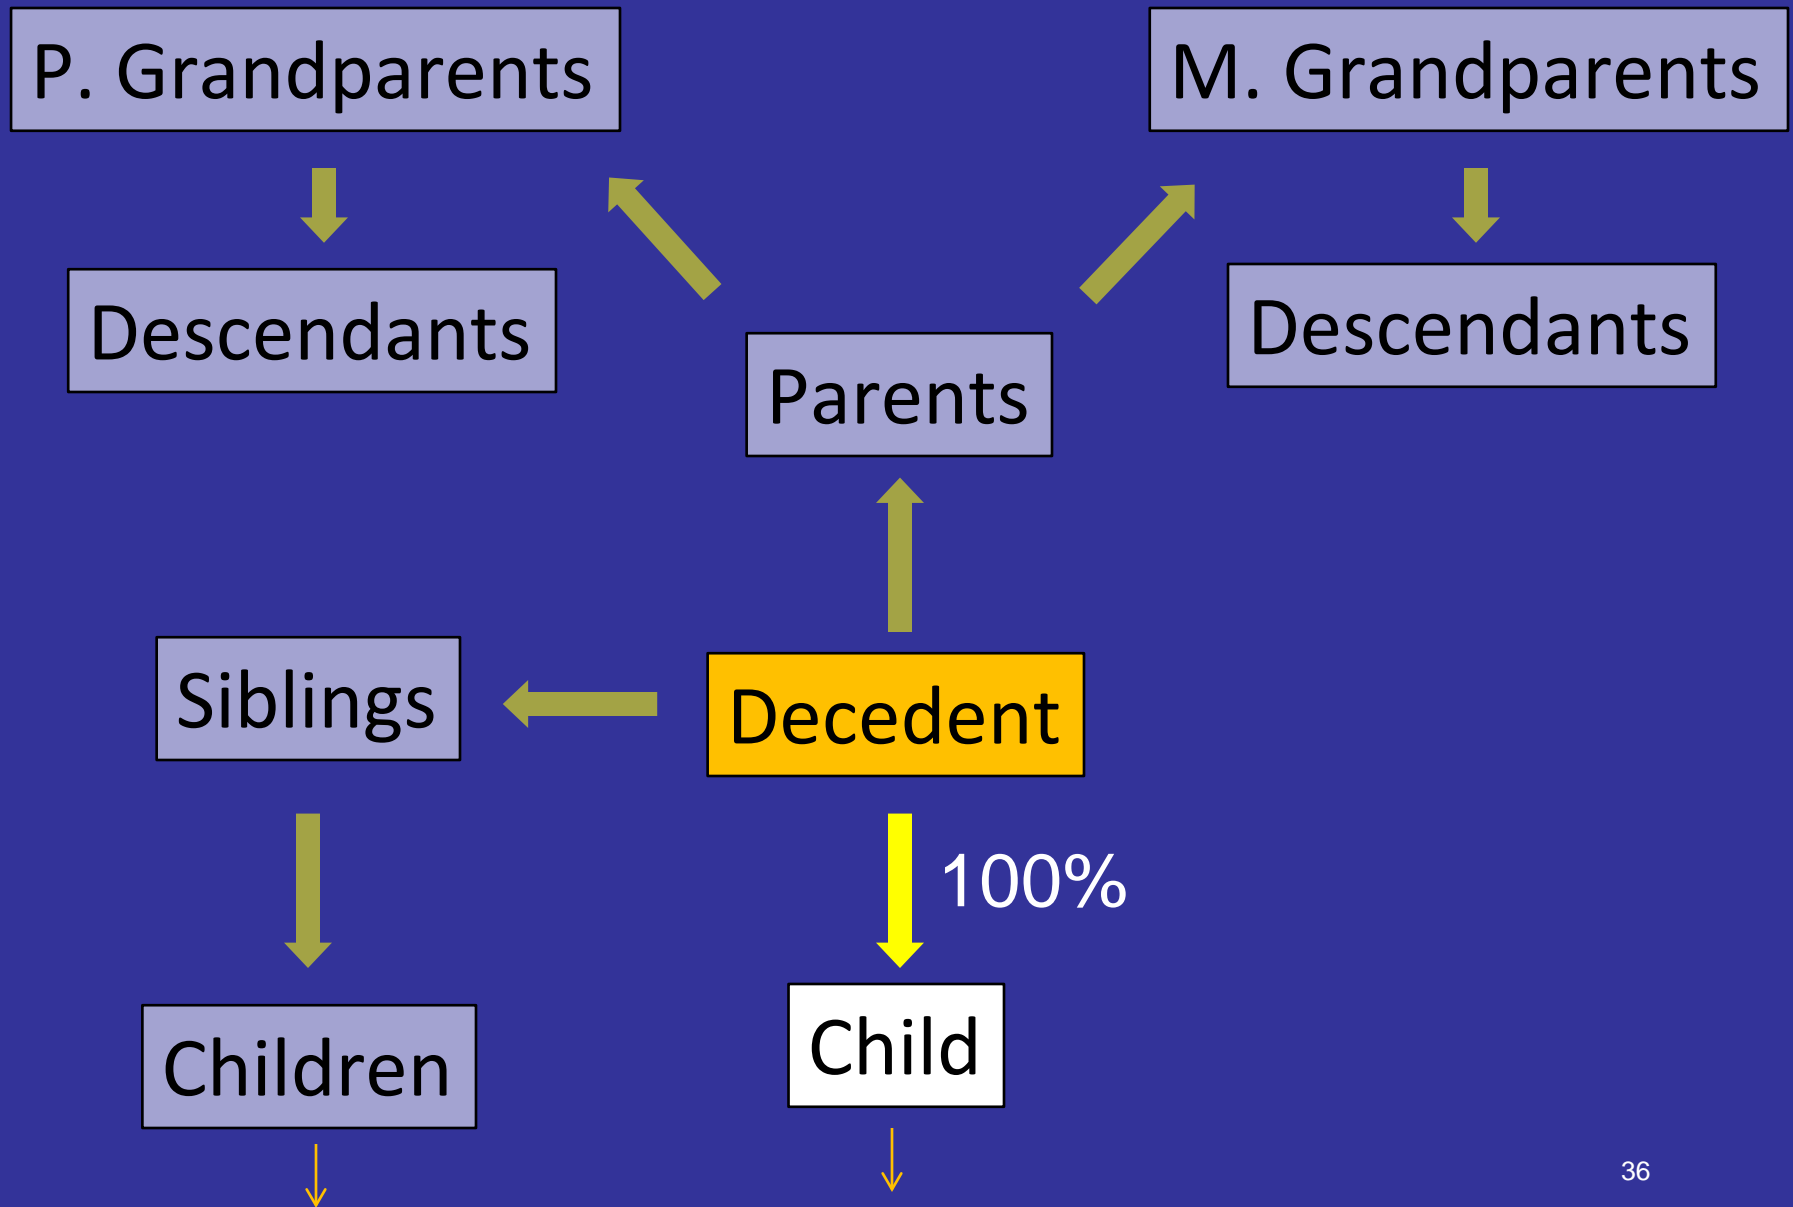 P. Grandparents
M. Grandparents
Descendants
Descendants
Parents
Siblings
Decedent
100%
Children
Child
36